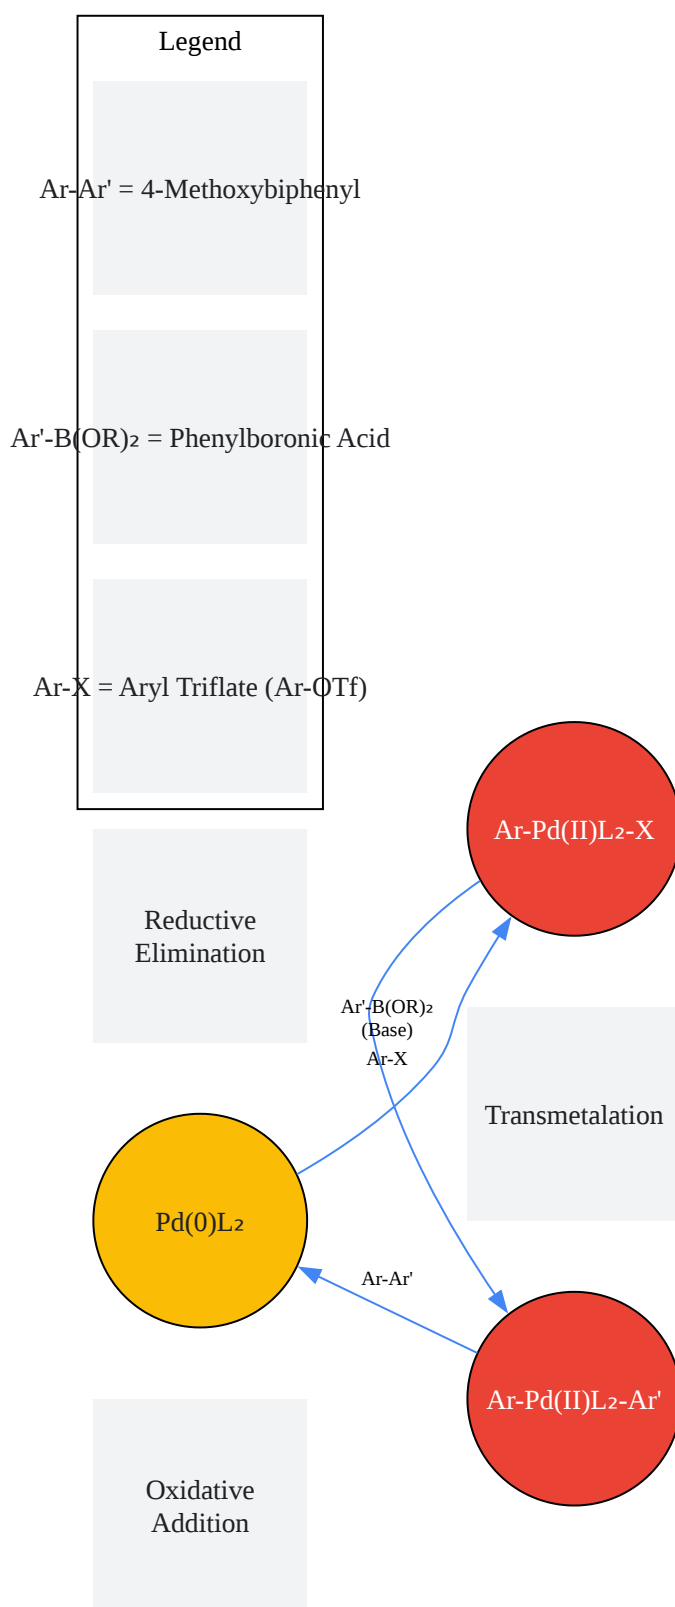 Legend
Ar-Ar' = 4-Methoxybiphenyl
Ar'-B(OR)₂ = Phenylboronic Acid
Ar-X = Aryl Triflate (Ar-OTf)
Ar-Pd(II)L₂-X
Reductive
Elimination
Ar'-B(OR)₂
(Base)
Ar-X
Transmetalation
Pd(0)L₂
Ar-Ar'
Ar-Pd(II)L₂-Ar'
Oxidative
Addition